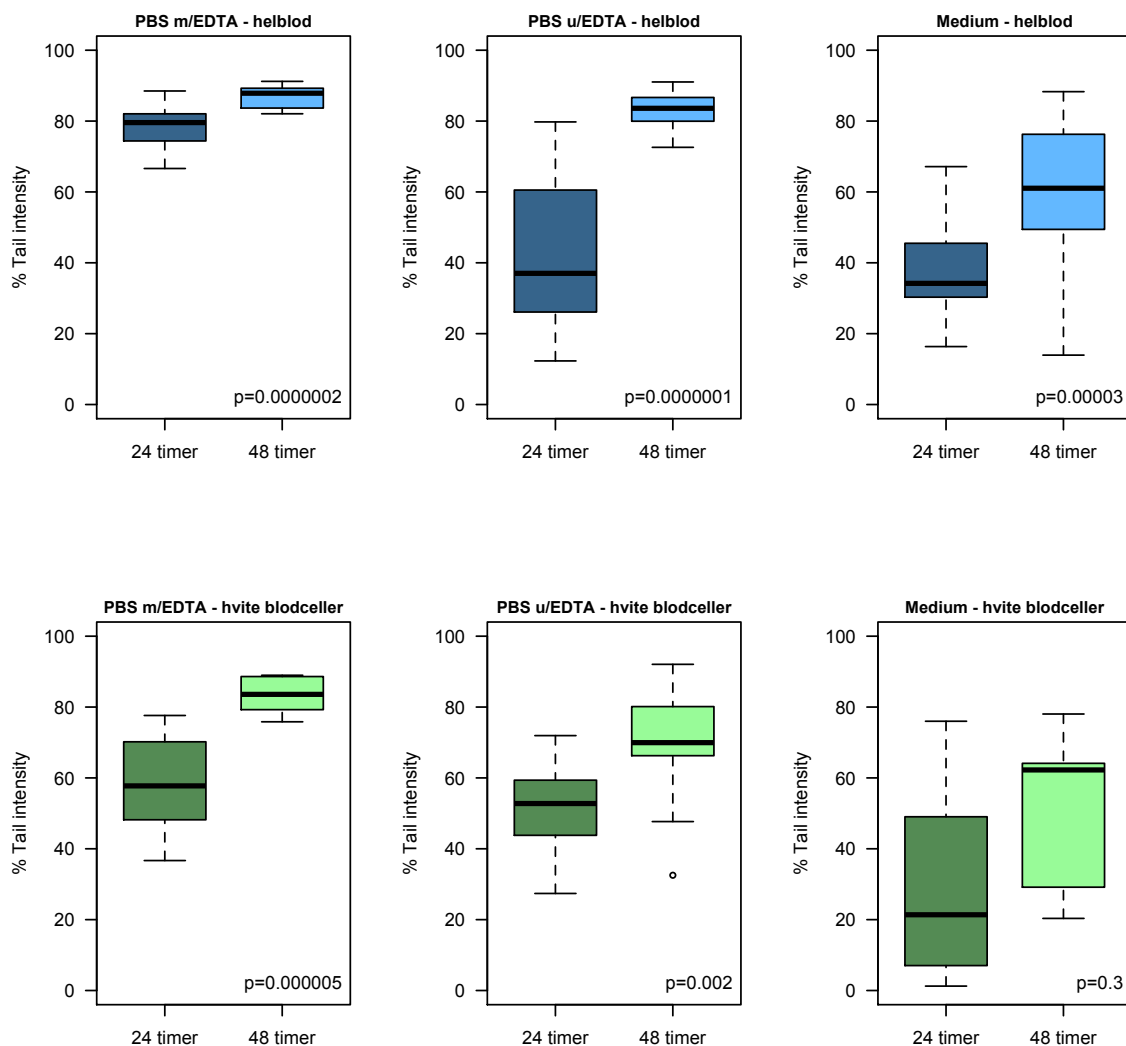 PBS m/EDTA - helblod
% Tail intensity
100
80
60
40
20
0
p=0.0000002
24 timer
48 timer
PBS u/EDTA - helblod
% Tail intensity
100
80
60
40
20
0
p=0.0000001
24 timer
48 timer
Medium - helblod
% Tail intensity
100
80
60
40
20
0
p=0.00003
24 timer
48 timer
PBS m/EDTA - hvite blodceller
% Tail intensity
100
80
60
40
20
0
p=0.000005
24 timer
48 timer
PBS u/EDTA - hvite blodceller
% Tail intensity
100
80
60
40
20
0
p=0.002
24 timer
48 timer
Medium - hvite blodceller
% Tail intensity
100
80
60
40
20
0
p=0.3
24 timer
48 timer